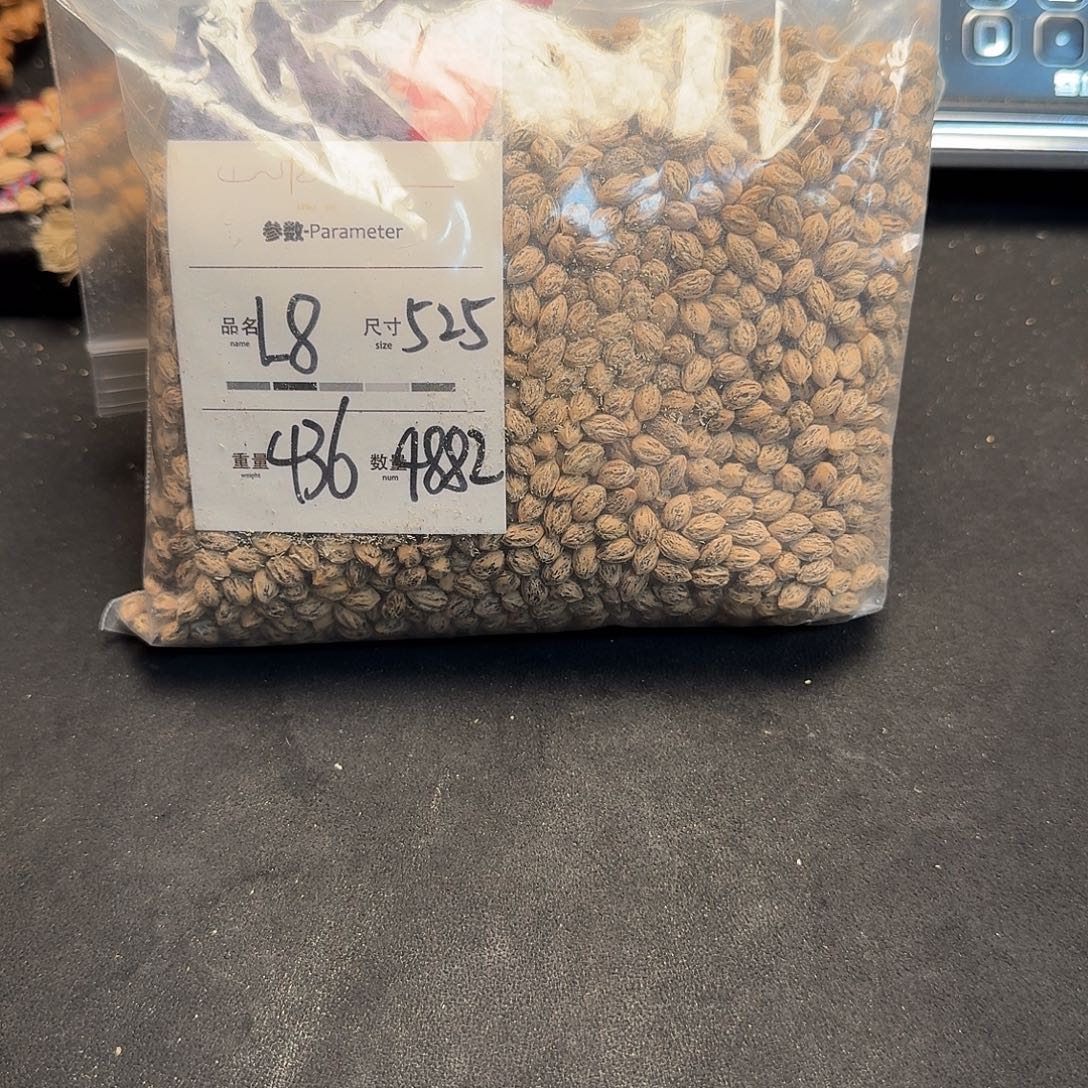 参数-Parameter
品名 L8 尺寸 525
name size
重量 436 数量 4882
weight num